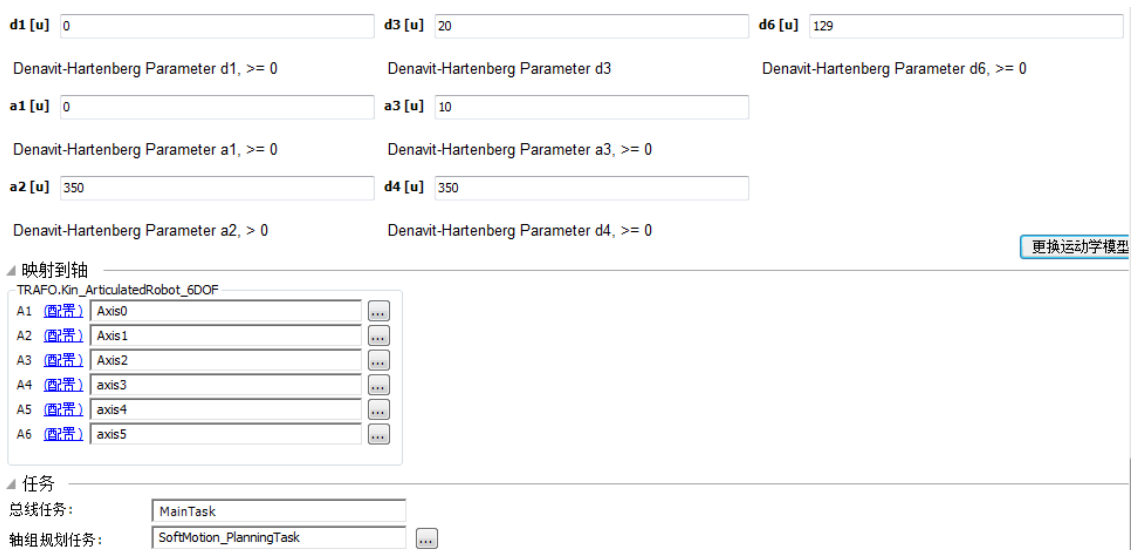 d1 [u] 0 d3 [u] 20 d6 [u] 129
Denavit-Hartenberg Parameter d1, >= 0 Denavit-Hartenberg Parameter d3 Denavit-Hartenberg Parameter d6, >= 0
a1 [u] 0 a3 [u] 10
Denavit-Hartenberg Parameter a1, >= 0 Denavit-Hartenberg Parameter a3, >= 0
a2 [u] 350 d4 [u] 350
Denavit-Hartenberg Parameter a2, > 0 Denavit-Hartenberg Parameter d4, >= 0
更换运动学模型
映射到轴
TRAFO.Kin_ArticulatedRobot_6DOF
A1 (配置) Axis0 ...
A2 (配置) Axis1 ...
A3 (配置) Axis2 ...
A4 (配置) axis3 ...
A5 (配置) axis4 ...
A6 (配置) axis5 ...
任务
总线任务: MainTask
轴组规划任务: SoftMotion_PlanningTask ...